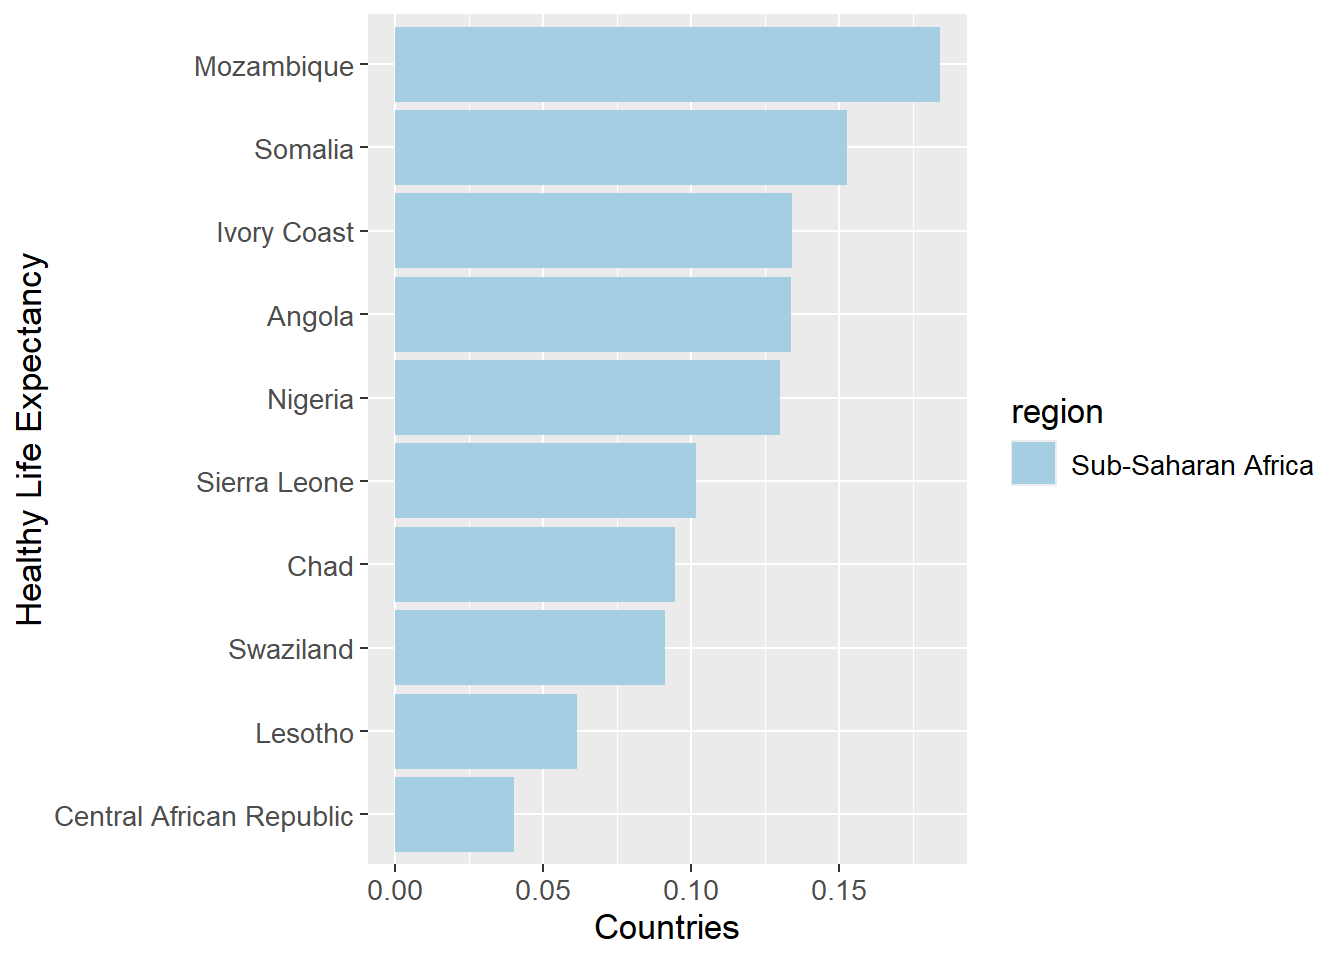 Healthy Life Expectancy
Mozambique
Somalia
Ivory Coast
Angola
Nigeria
Sierra Leone
Chad
Swaziland
Lesotho
Central African Republic
0.00 0.05 0.10 0.15
Countries
region
Sub-Saharan Africa